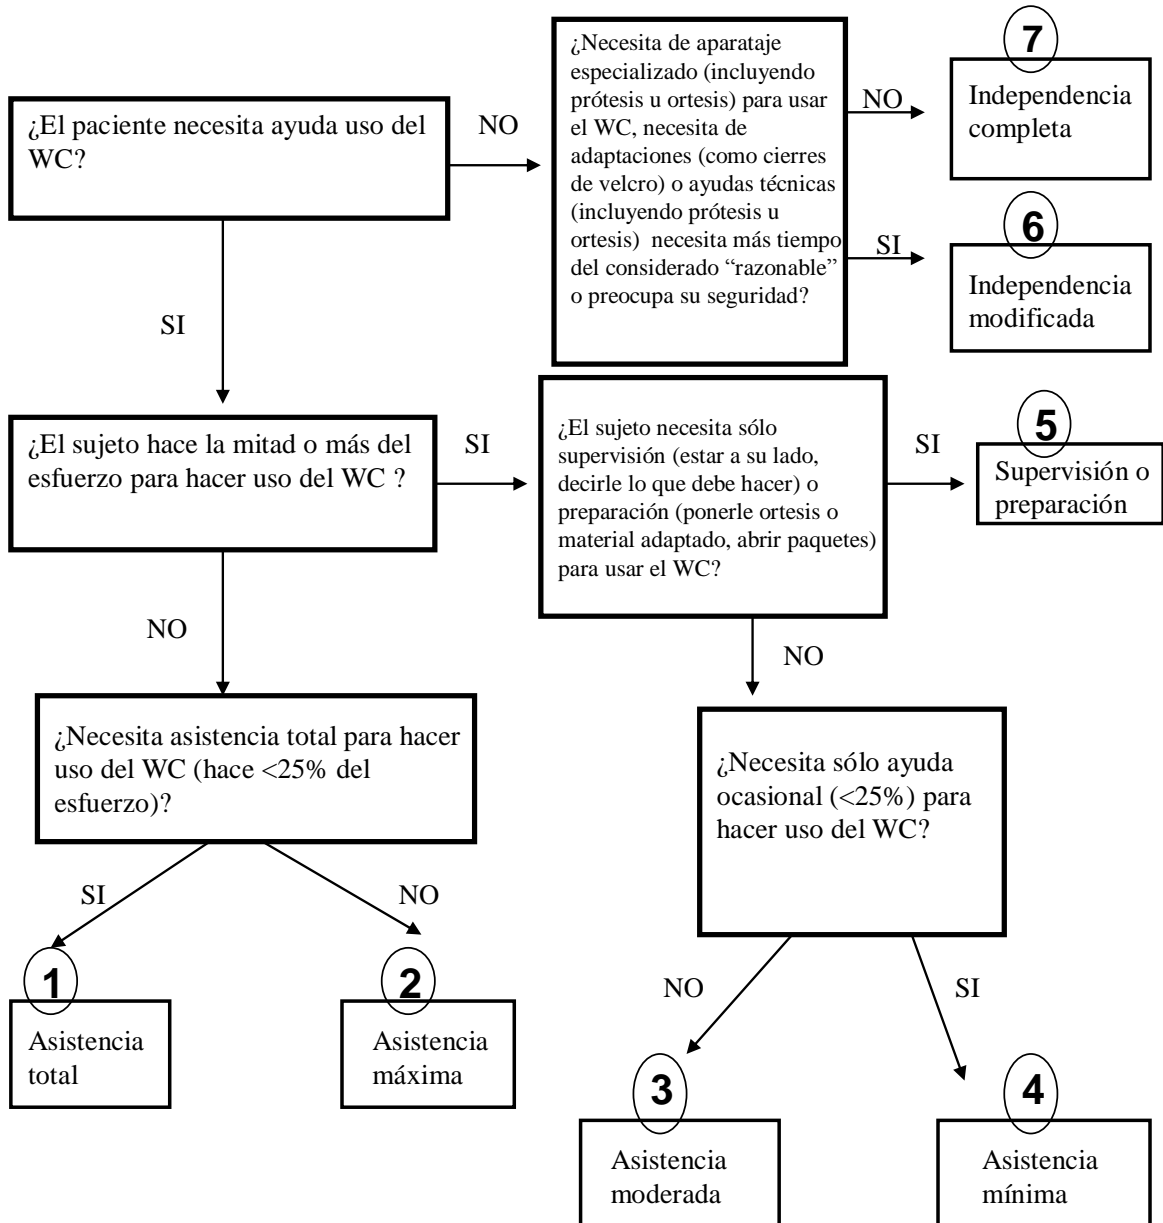 ¿El paciente necesita ayuda uso del
WC?
NO
¿Necesita de aparataje
especializado (incluyendo
prótesis u ortesis) para usar
el WC, necesita de
adaptaciones (como cierres
de velcro) o ayudas técnicas
(incluyendo prótesis u
ortesis) necesita más tiempo
del considerado “razonable”
o preocupa su seguridad?
NO
7
Independencia
completa
SI
6
Independencia
modificada
SI
¿El sujeto hace la mitad o más del
esfuerzo para hacer uso del WC ?
SI
¿El sujeto necesita sólo
supervisión (estar a su lado,
decirle lo que debe hacer) o
preparación (ponerle ortesis o
material adaptado, abrir paquetes)
para usar el WC?
SI
5
Supervisión o
preparación
NO
NO
¿Necesita asistencia total para hacer
uso del WC (hace <25% del
esfuerzo)?
¿Necesita sólo ayuda
ocasional (<25%) para
hacer uso del WC?
SI
NO
1
Asistencia
total
2
Asistencia
máxima
NO
SI
3
Asistencia
moderada
4
Asistencia
mínima